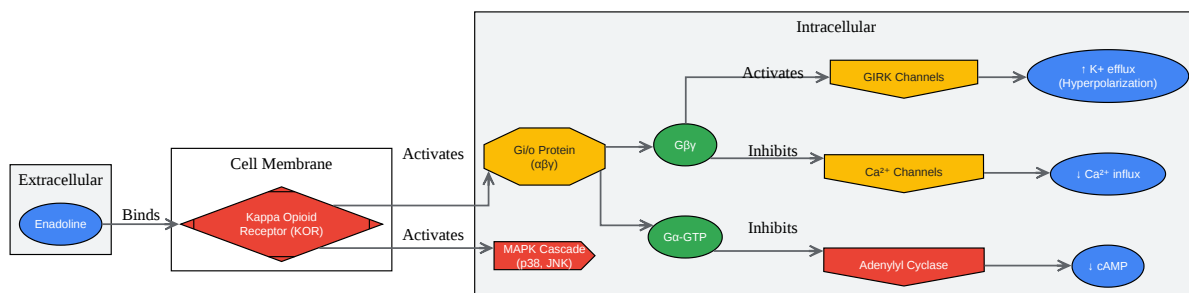 Intracellular
Extracellular
Enadoline
Binds
Cell Membrane
Kappa Opioid
Receptor (KOR)
Activates
Activates
Gi/o Protein
(αβγ)
MAPK Cascade
(p38, JNK)
Gβγ
Gα-GTP
Activates
GIRK Channels
↑ K+ efflux
(Hyperpolarization)
Inhibits
Ca²⁺ Channels
↓ Ca²⁺ influx
Inhibits
Adenylyl Cyclase
↓ cAMP